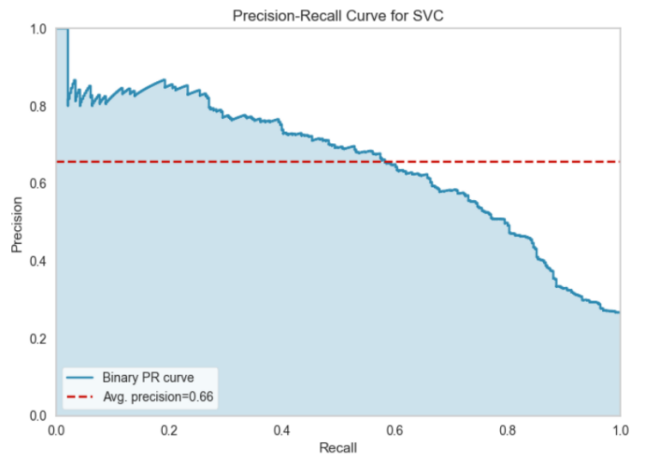 Precision-Recall Curve for SVC
1.0
0.8
0.6
0.4
0.2
0.0
Precision
Binary PR curve
Avg. precision=0.66
0.0 0.2 0.4 0.6 0.8 1.0
Recall